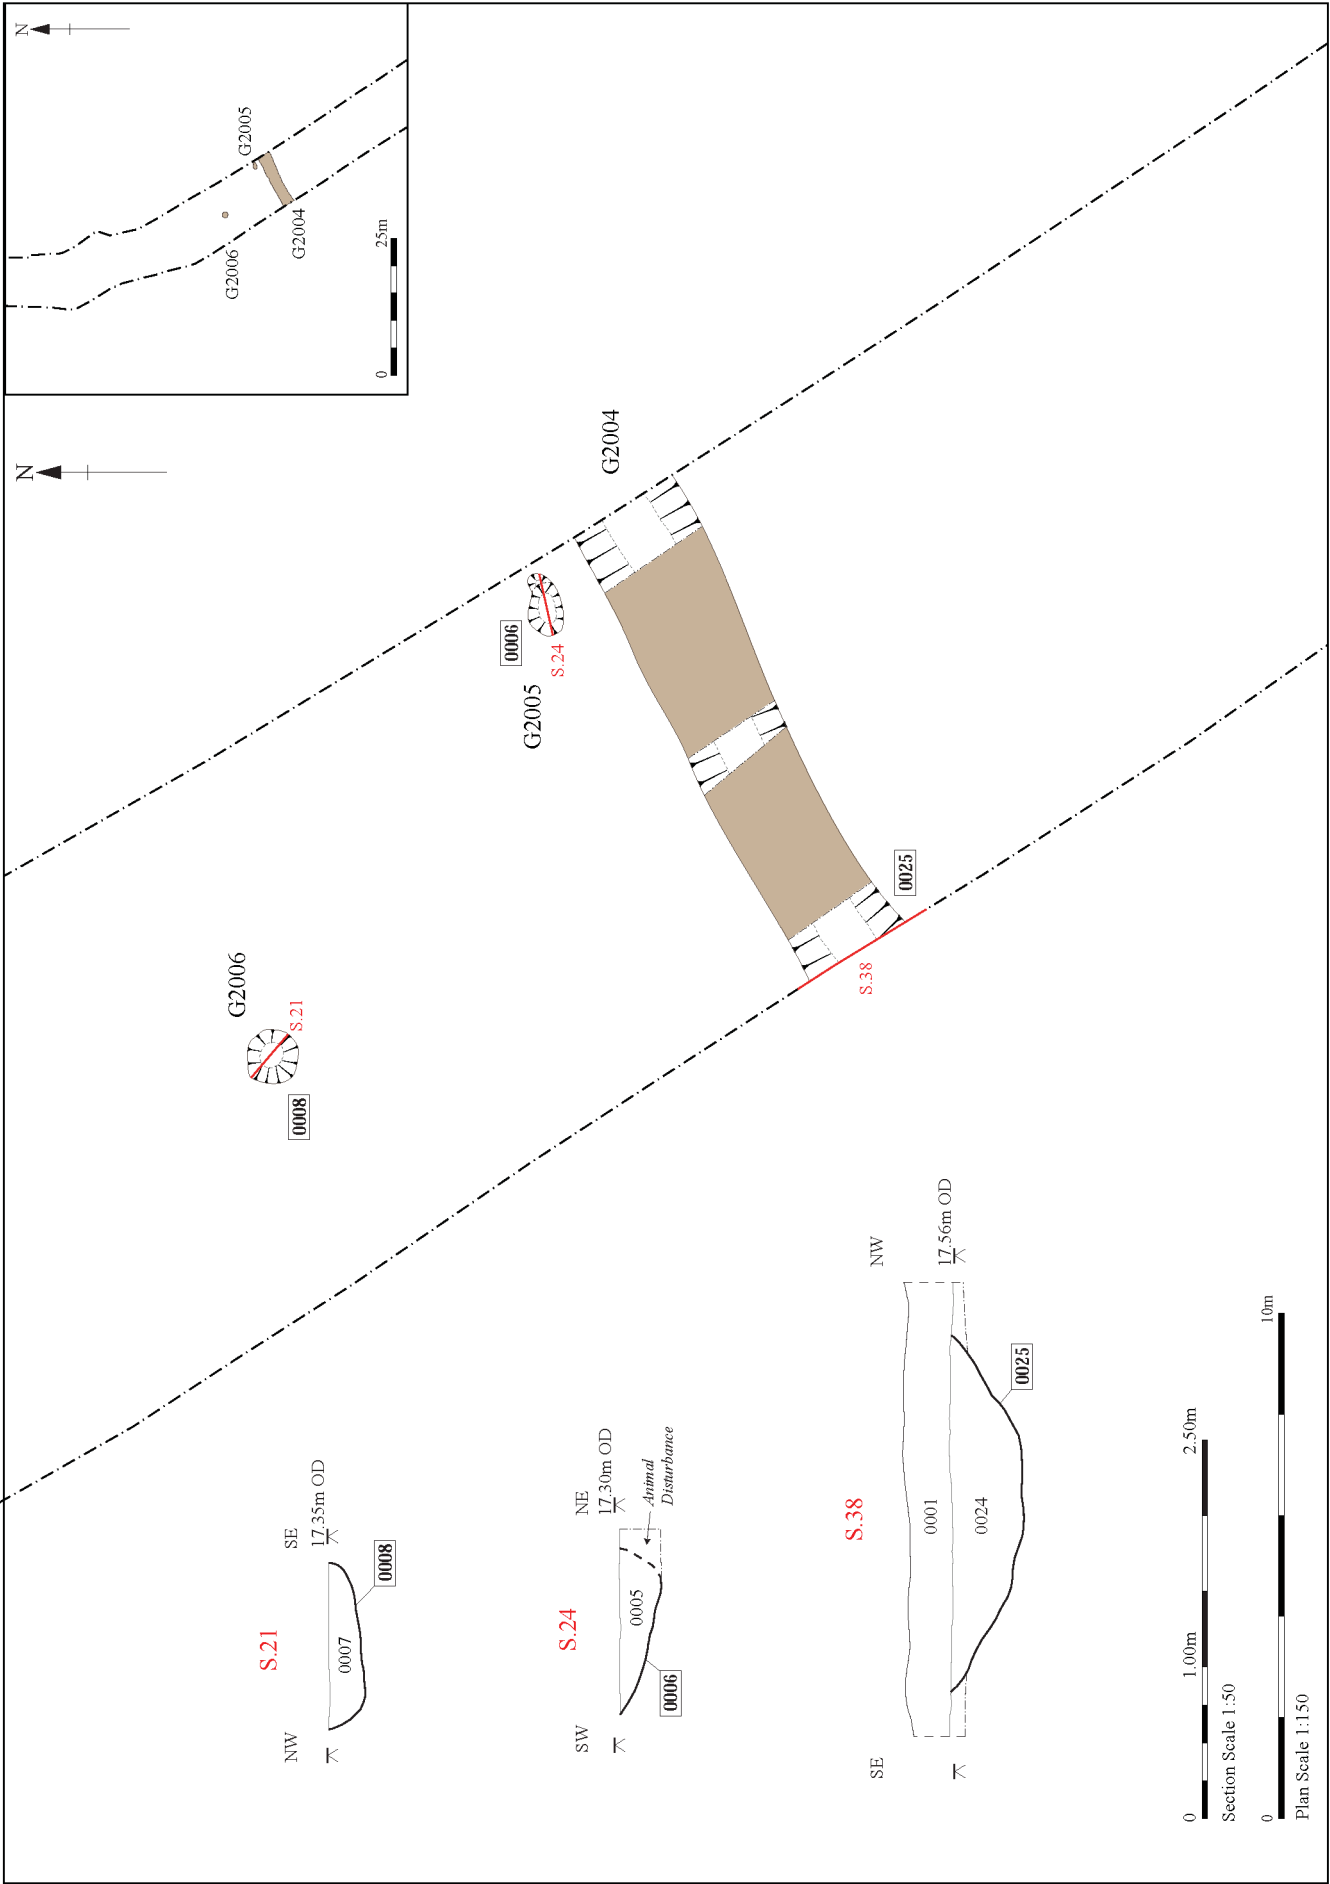 N
G2005
G2006
G2004
0
25m
N
G2004
0006
S.24
G2005
G2006
S.21
0008
0025
S.38
S.21
NW
SE
17.35m OD
0007
0008
S.24
SW
NE
17.30m OD
0005
0006
Animal
Disturbance
S.38
SE
NW
17.56m OD
0001
0024
0025
0
1.00m
2.50m
Section Scale 1:50
0
10m
Plan Scale 1:150